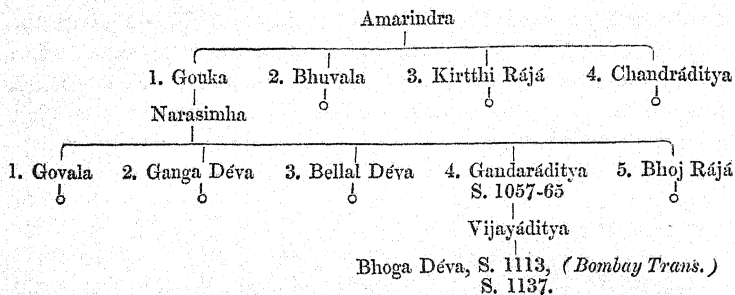 Amarindra
1. Gouka 2. Bhuvala 3. Kirtthi Rájá 4. Chandráditya
Narasimha
1. Govala 2. Ganga Déva 3. Bellal Déva 4. Gandaráditya 5. Bhoj Rájá
S. 1057-65
Vijayáditya
Bhoga Déva, S. 1113, (Bombay Trans.)
S. 1137.